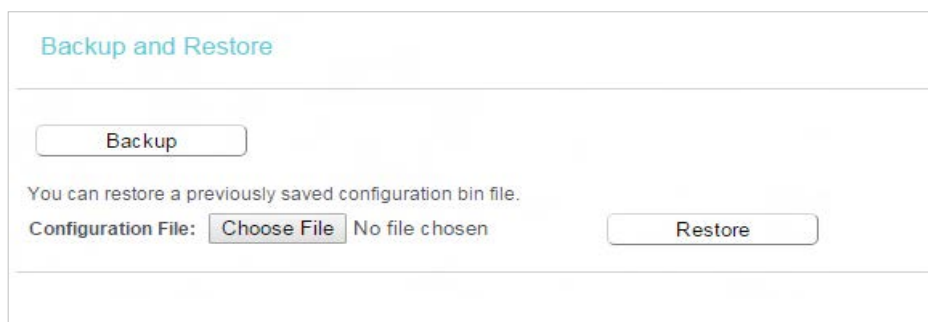 Backup and Restore
Backup
You can restore a previously saved configuration bin file.
Configuration File: Choose File No file chosen Restore